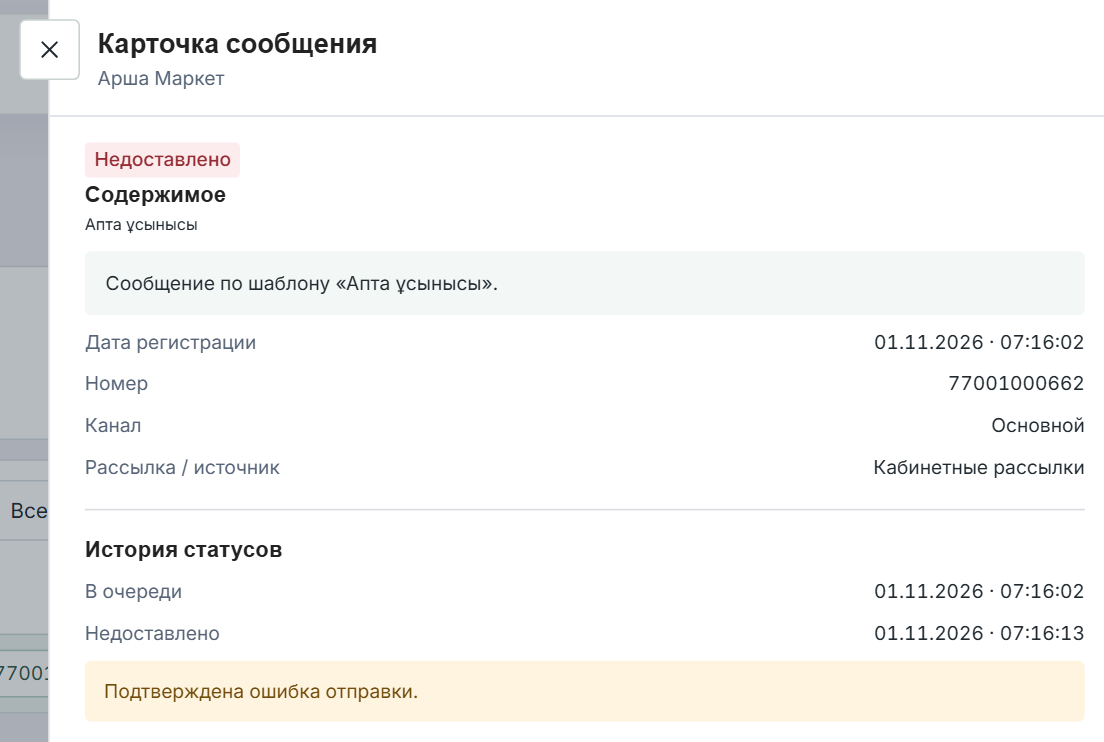 Карточка сообщения
Арша Маркет
Недоставлено
Содержимое
Апта ұсынысы
Сообщение по шаблону «Апта ұсынысы».
Дата регистрации 01.11.2026 · 07:16:02
Номер 77001000662
Канал Основной
Рассылка / источник Кабинетные рассылки
Все
История статусов
В очереди 01.11.2026 · 07:16:02
Недоставлено 01.11.2026 · 07:16:13
77001
Подтверждена ошибка отправки.